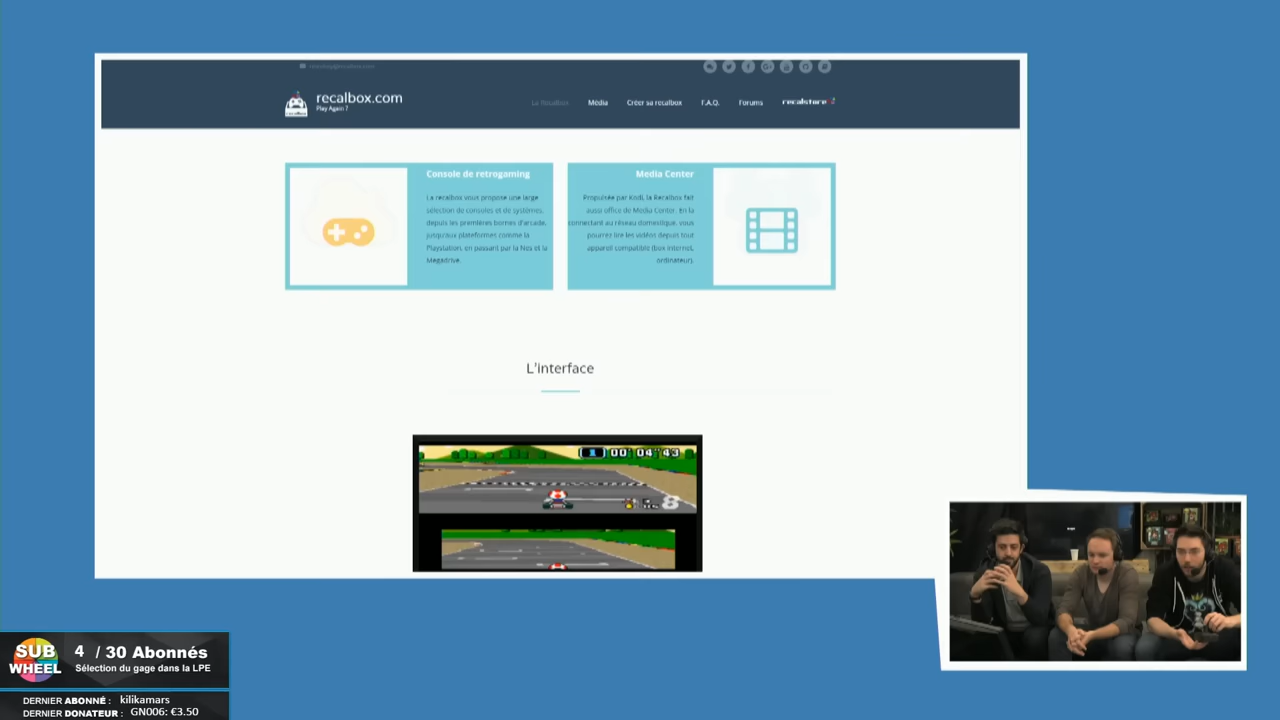 recalbox.com
Play Again ?
La Recalbox
Média
Créer sa recalbox
F.A.Q.
Forums
recalstore
Console de retrogaming
La recalbox vous propose une large
sélection de consoles et de systèmes,
depuis les premières bornes d'arcade,
jusqu'aux plateformes comme la
Playstation, en passant par la Nes et la
Megadrive.
Media Center
Propulsée par Kodi, la Recalbox fait
aussi office de Media Center. En la
connectant au réseau domestique, vous
pourrez lire les vidéos depuis tout
appareil compatible (box internet,
ordinateur).
L'interface
1 00'04"43
8
SUB
WHEEL
4 / 30 Abonnés
Sélection du gage dans la LPE
DERNIER ABONNÉ : kilikamars
DERNIER DONATEUR : GN006: €3.50